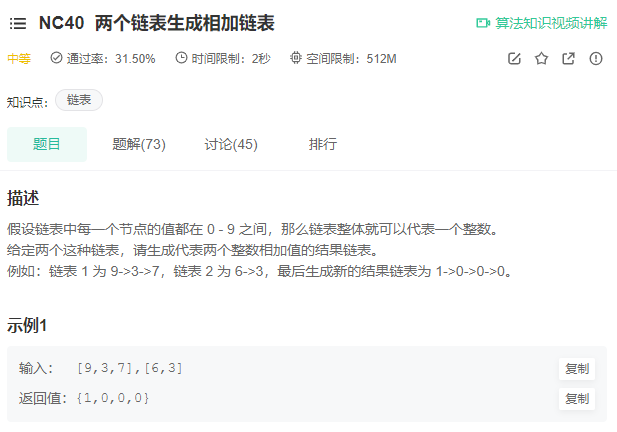 NC40 两个链表生成相加链表
算法知识视频讲解
中等 通过率：31.50% 时间限制：2秒 空间限制：512M
知识点： 链表
题目 题解(73) 讨论(45) 排行
描述
假设链表中每一个节点的值都在 0 - 9 之间，那么链表整体就可以代表一个整数。
给定两个这种链表，请生成代表两个整数相加值的结果链表。
例如：链表 1 为 9->3->7，链表 2 为 6->3，最后生成新的结果链表为 1->0->0->0。
示例1
输入： [9,3,7],[6,3] 复制
返回值：{1,0,0,0} 复制